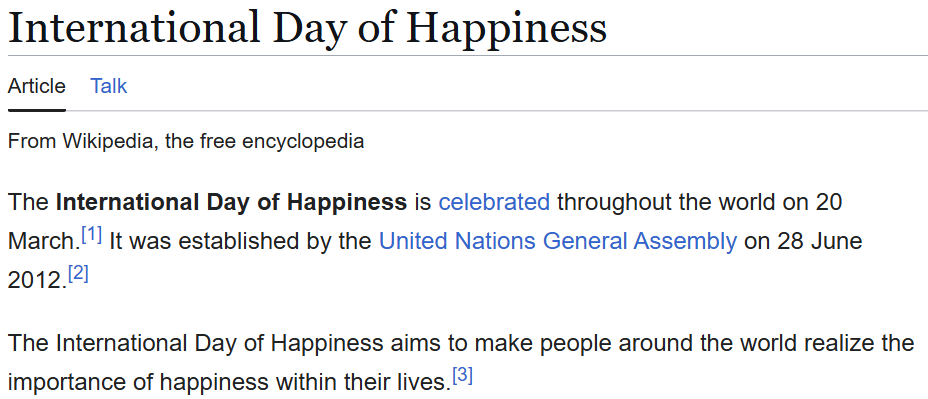 International Day of Happiness
Article Talk
From Wikipedia, the free encyclopedia
The International Day of Happiness is celebrated throughout the world on 20
March.[1] It was established by the United Nations General Assembly on 28 June
2012.[2]
The International Day of Happiness aims to make people around the world realize the
importance of happiness within their lives.[3]